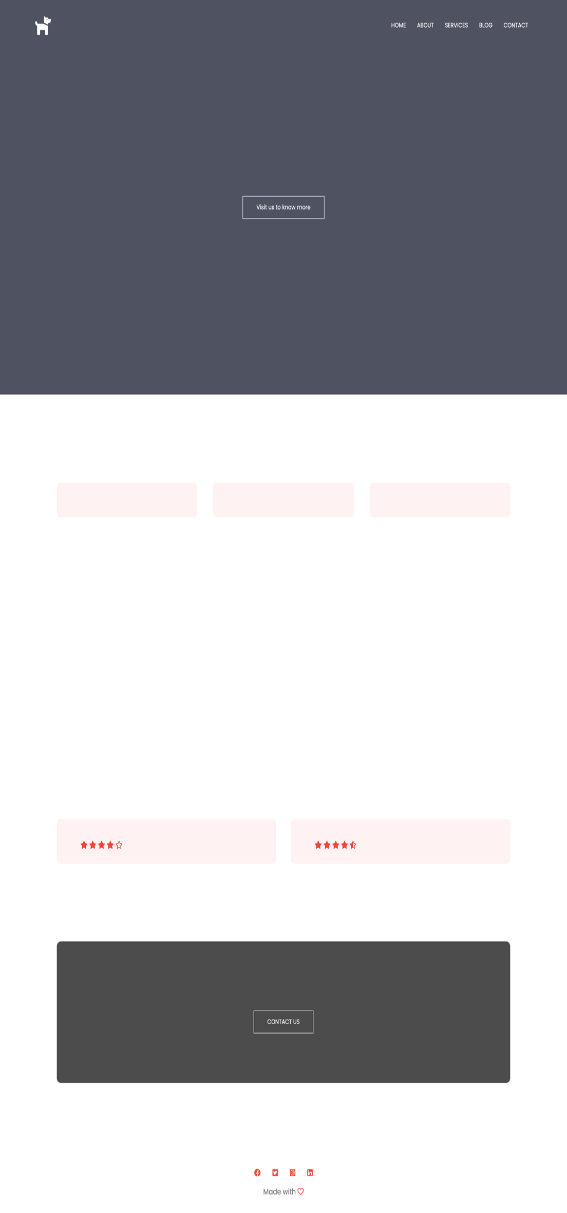 HOME ABOUT SERVICES BLOG CONTACT
Visit us to know more
CONTACT US
Made with